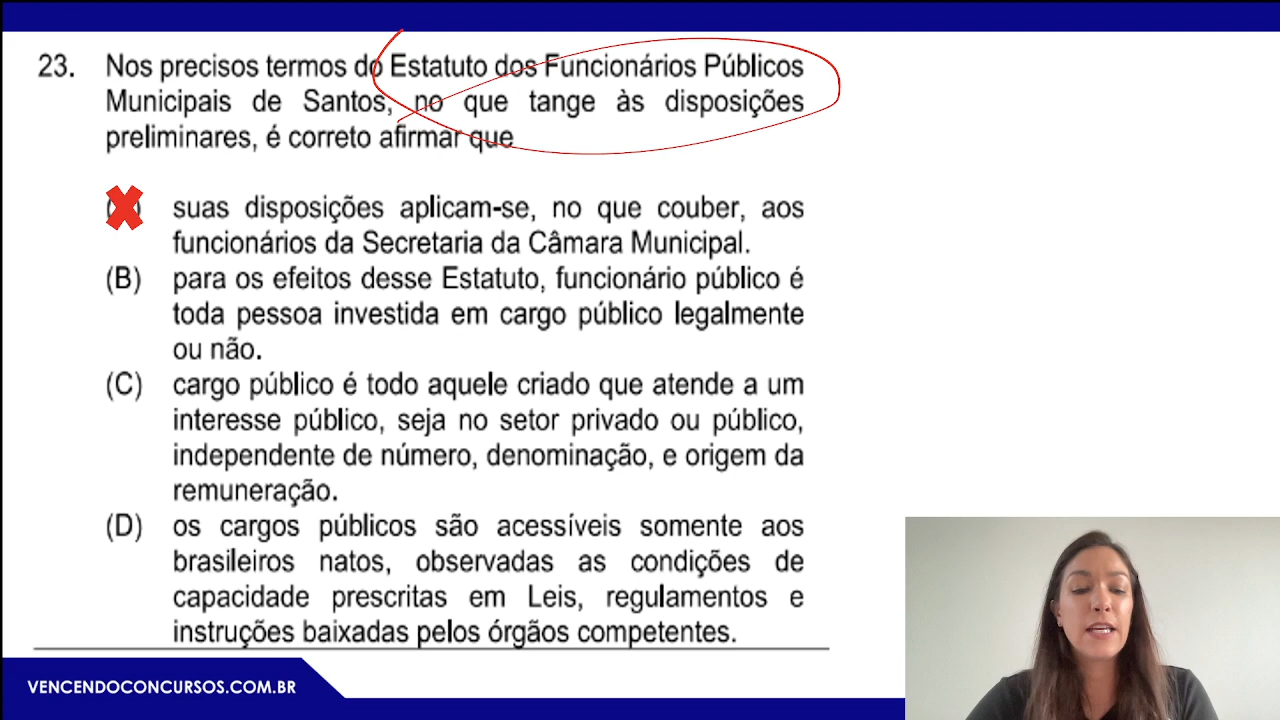 23. Nos precisos termos do Estatuto dos Funcionários Públicos
Municipais de Santos, no que tange às disposições
preliminares, é correto afirmar que
suas disposições aplicam-se, no que couber, aos
funcionários da Secretaria da Câmara Municipal.
(B) para os efeitos desse Estatuto, funcionário público é
toda pessoa investida em cargo público legalmente
ou não.
(C) cargo público é todo aquele criado que atende a um
interesse público, seja no setor privado ou público,
independente de número, denominação, e origem da
remuneração.
(D) os cargos públicos são acessíveis somente aos
brasileiros natos, observadas as condições de
capacidade prescritas em Leis, regulamentos e
instruções baixadas pelos órgãos competentes.
VENCENDOCONCURSOS.COM.BR